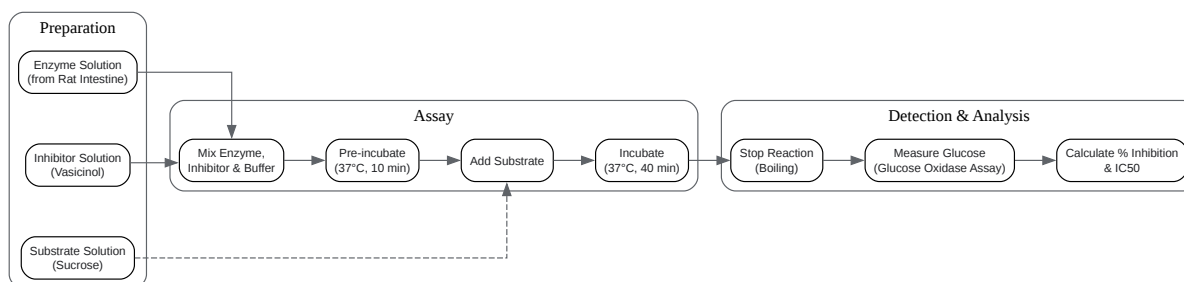 Preparation
Enzyme Solution
(from Rat Intestine)
Inhibitor Solution
(Vasicinol)
Substrate Solution
(Sucrose)
Assay
Mix Enzyme,
Inhibitor & Buffer
Pre-incubate
(37°C, 10 min)
Add Substrate
Incubate
(37°C, 40 min)
Detection & Analysis
Stop Reaction
(Boiling)
Measure Glucose
(Glucose Oxidase Assay)
Calculate % Inhibition
& IC50